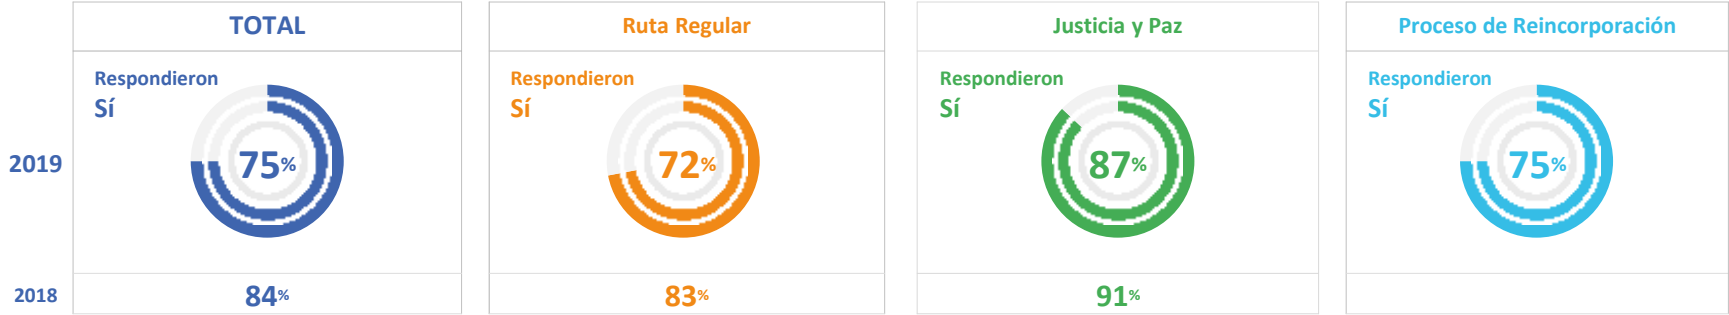 TOTAL
Ruta Regular
Justicia y Paz
Proceso de Reincorporación
Respondieron
Sí
Respondieron
Sí
Respondieron
Sí
Respondieron
Sí
2019
75%
72%
87%
75%
2018
84%
83%
91%